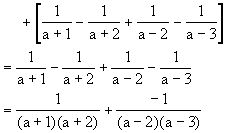 + [ 1/(a+1) − 1/(a+2) + 1/(a−2) − 1/(a−3) ]
= 1/(a+1) − 1/(a+2) + 1/(a−2) − 1/(a−3)
= 1/((a+1)(a+2)) + −1/((a−2)(a−3))